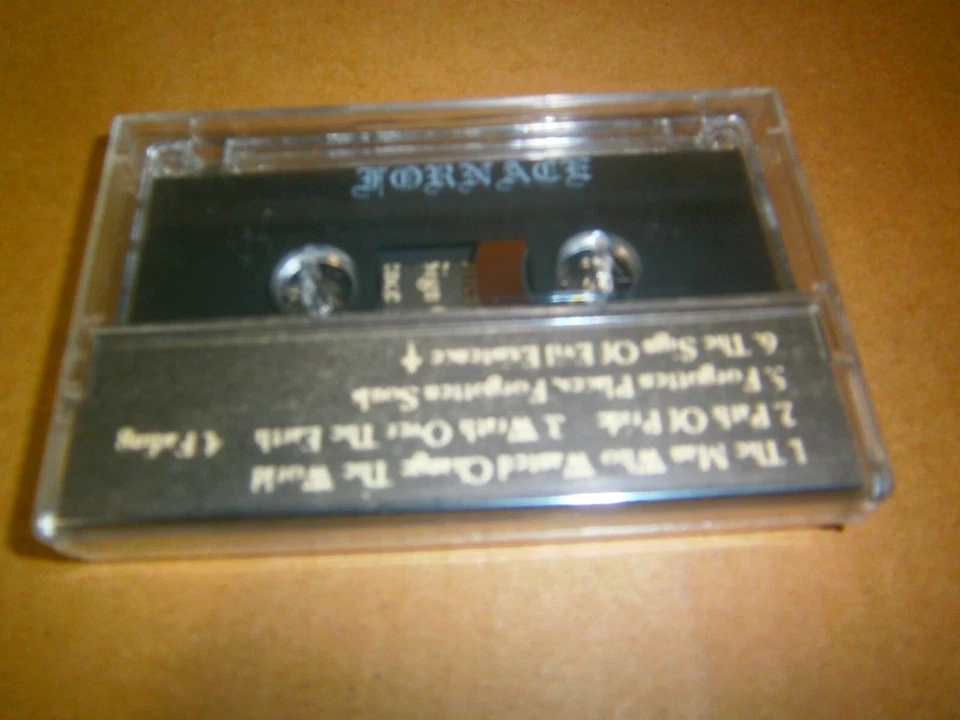 FORNACE
1. The Man Who Wanted Change The World
2. Path Of Pride 3. Wrath Over The Earth 4. Fading
5. Forgotten Places, Forgotten Souls
6. The Sign Of Evil Existence